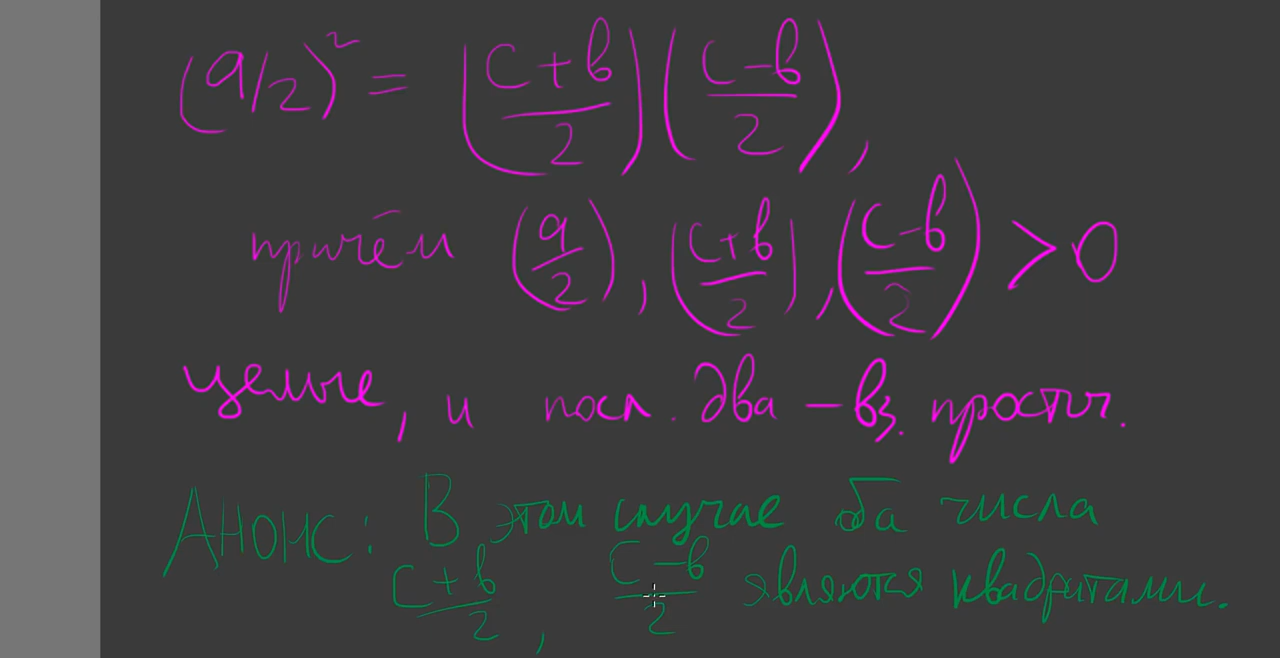 (a/2)² = ((c+b)/2)((c-b)/2),
причём (a/2), ((c+b)/2), ((c-b)/2) > 0
целые, и посл. два – вз. просты.
Анонс: В этом случае оба числа
(c+b)/2, (c-b)/2 являются квадратами.